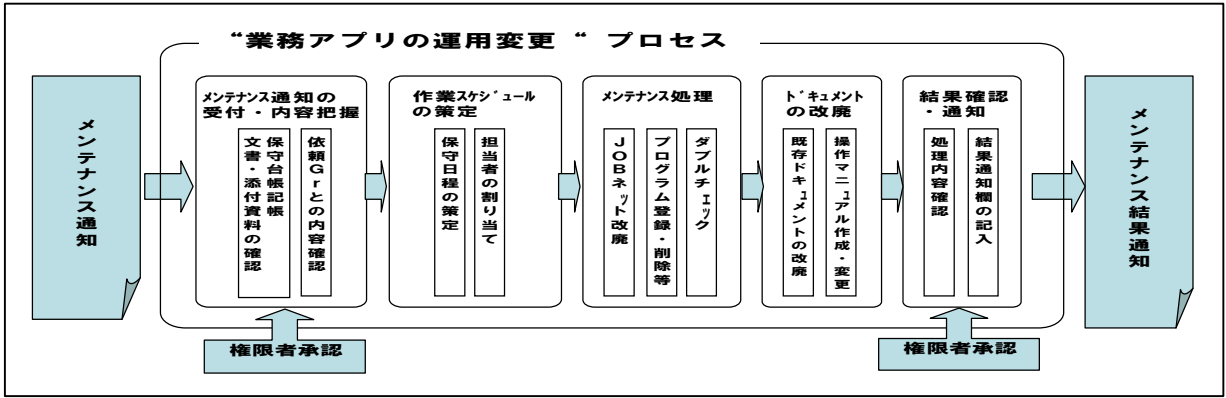 “業務アプリの運用変更“ プロセス
メンテナンス通知
メンテナンス通知の
受付・内容把握
保守台帳記帳
文書・添付資料の確認
依頼Grとの内容確認
作業スケジュール
の策定
保守日程の策定
担当者の割り当て
メンテナンス処理
JOBネット改廃
プログラム登録・削除等
ダブルチェック
ドキュメント
の改廃
既存ドキュメントの改廃
操作マニュアル作成・変更
結果確認
・通知
処理内容確認
結果通知欄の記入
メンテナンス結果通知
権限者承認
権限者承認